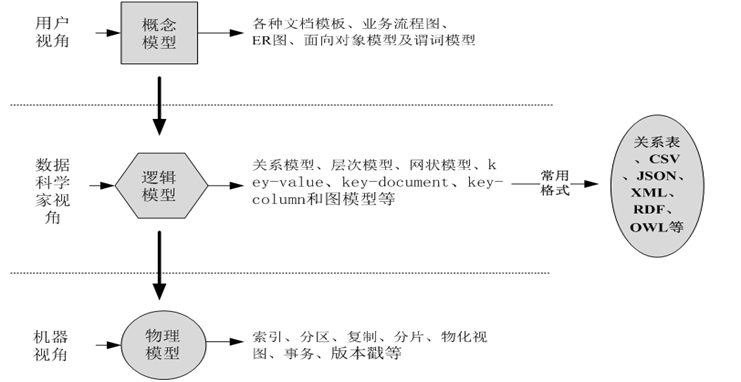 用户
视角
概念
模型
各种文档模板、业务流程图、
ER图、面向对象模型及谓词模型
数据
科学
家视
角
逻辑
模型
关系模型、层次模型、网状模型、k
ey-value、key-document、key-
column和图模型等
常用
格式
关系表
、CSV
、JSON、
XML、
RDF、
OWL等
机器
视角
物理
模型
索引、分区、复制、分片、物化视
图、事务、版本戳等